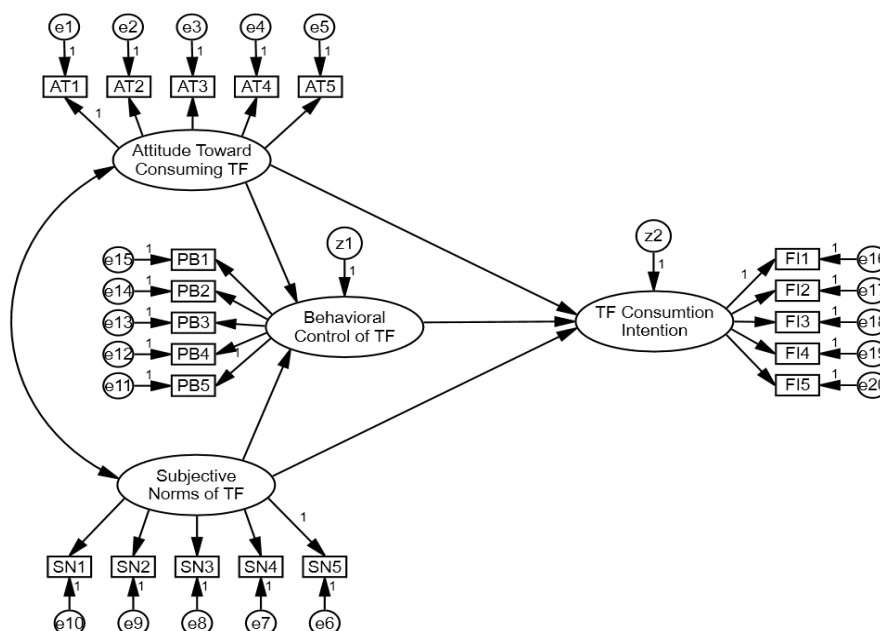 e1 e2 e3 e4 e5
1 1 1 1 1
AT1 AT2 AT3 AT4 AT5
1
Attitude Toward
Consuming TF
e15 1 PB1
e14 1 PB2
e13 1 PB3
e12 1 PB4
e11 1 PB5
1
z1
1
Behavioral
Control of TF
z2
1
TF Consumtion
Intention
1
FI1 1 e16
FI2 1 e17
FI3 1 e18
FI4 1 e19
FI5 1 e20
Subjective
Norms of TF
1
SN1 SN2 SN3 SN4 SN5
1 1 1 1 1
e10 e9 e8 e7 e6